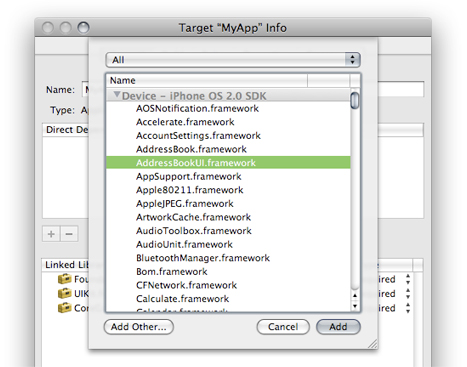 Target “MyApp” Info
All
Name:
Type:
Direct De
Name
Device – iPhone OS 2.0 SDK
AOSNotification.framework
Accelerate.framework
AccountSettings.framework
AddressBook.framework
AddressBookUI.framework
AppSupport.framework
Apple80211.framework
AppleJPEG.framework
ArtworkCache.framework
AudioToolbox.framework
AudioUnit.framework
BluetoothManager.framework
Bom.framework
CFNetwork.framework
Calculate.framework
Calendar.framework
+ −
Linked Lib
Fou
UIK
Cor
ired
ired
ired
Add Other...
Cancel
Add